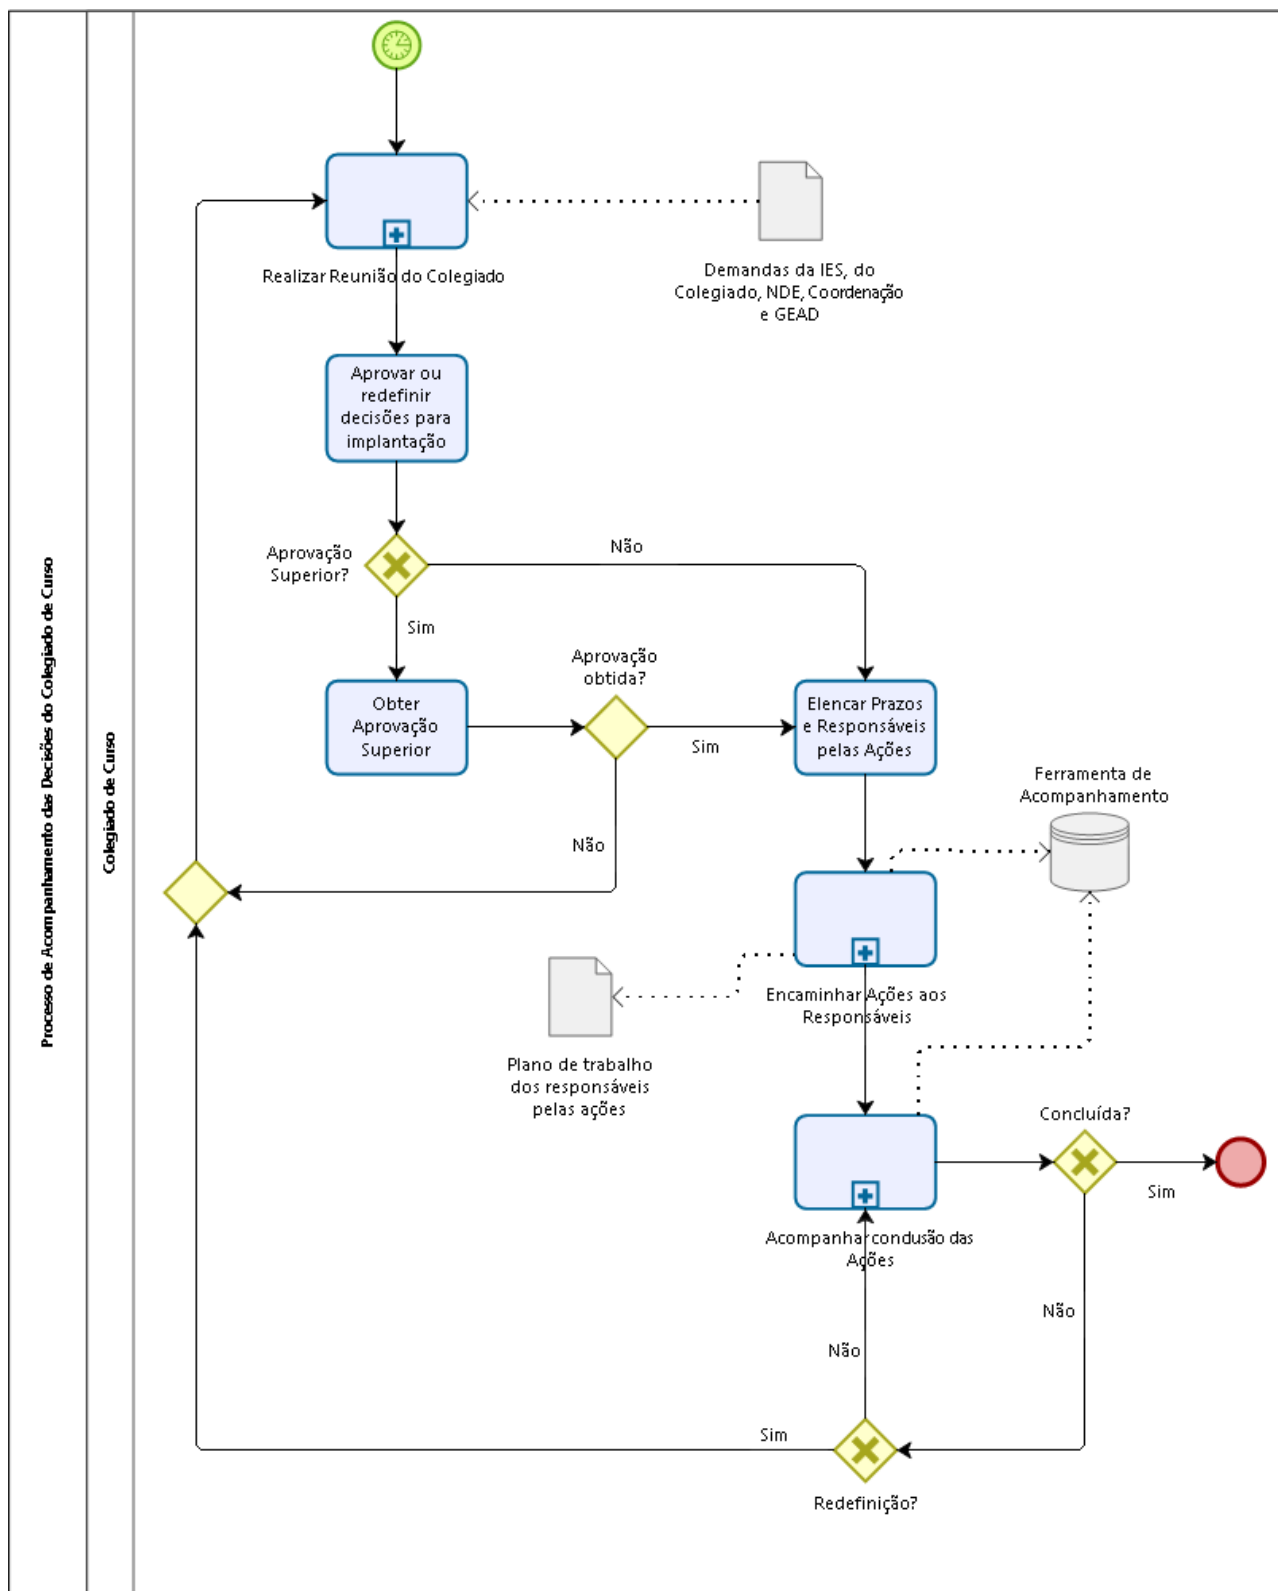 Processo de Acompanhamento das Decisões do Colegiado de Curso
Colegiado de Curso
Realizar Reunião do Colegiado
Demandas da IES, do
Colegiado, NDE, Coordenação
e GEAD
Aprovar ou
redefinir
decisões para
implantação
Aprovação
Superior?
Não
Sim
Obter
Aprovação
Superior
Aprovação
obtida?
Sim
Não
Elencar Prazos
e Responsáveis
pelas Ações
Ferramenta de
Acompanhamento
Encaminhar Ações aos
Responsáveis
Plano de trabalho
dos responsáveis
pelas ações
Acompanhar conclusão das
Ações
Concluída?
Sim
Não
Não
Sim
Redefinição?